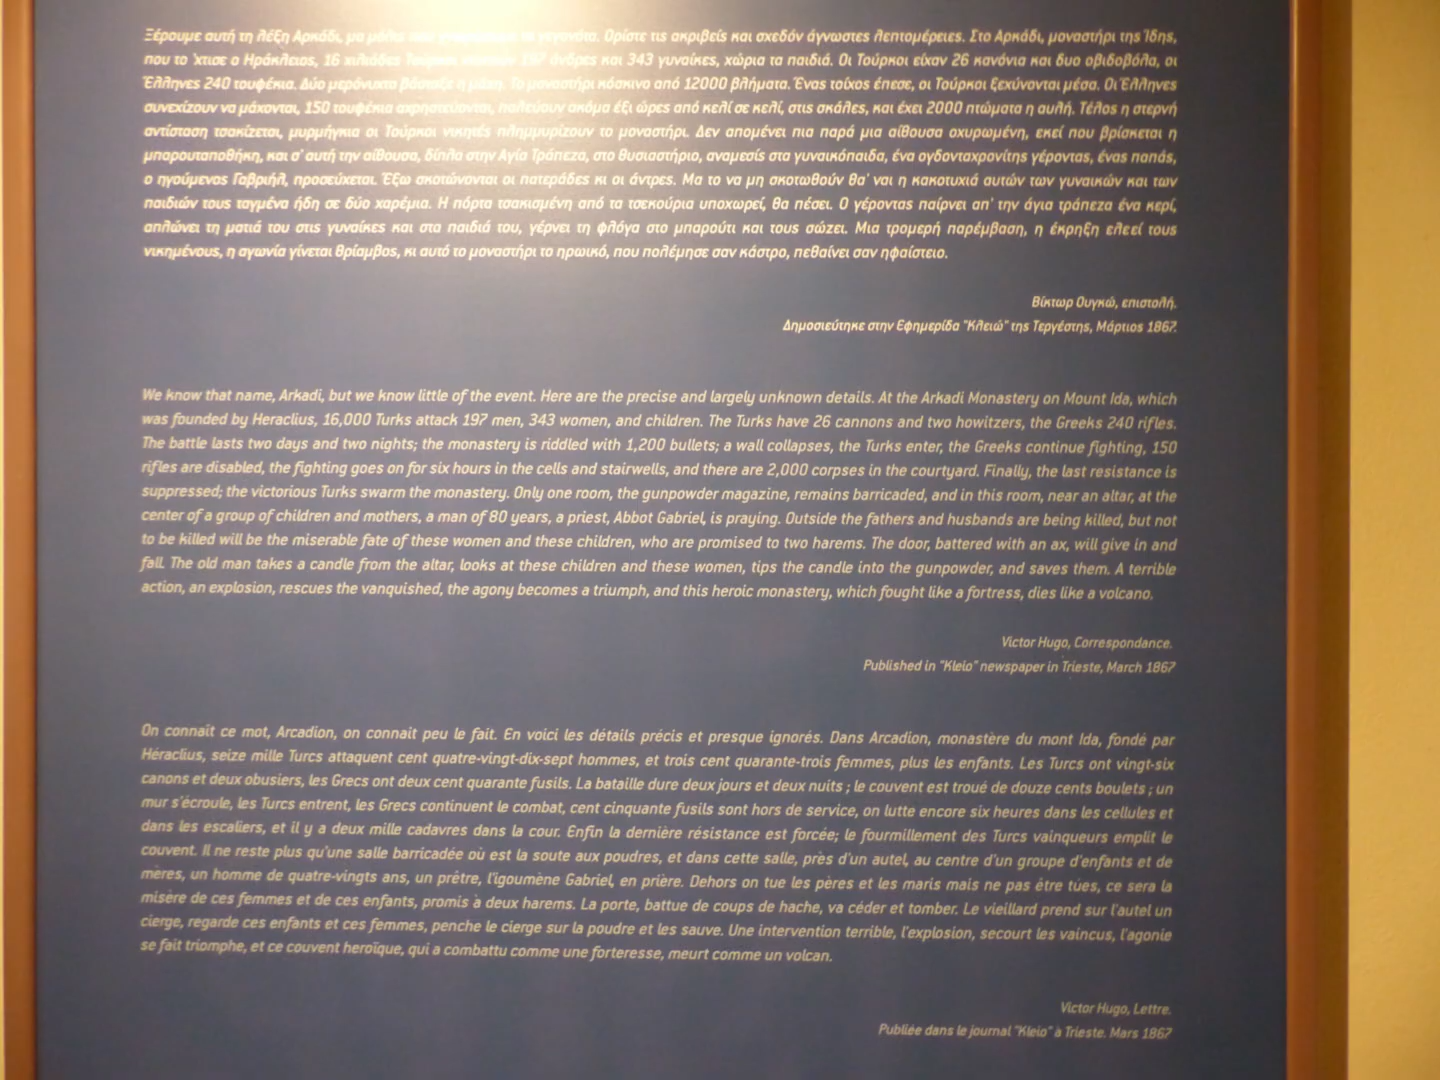 Ξέρουμε αυτή τη λέξη Αρκάδι, μα μόλις το γεγονότα. Ορίστε τις ακριβείς και σχεδόν άγνωστες λεπτομέρειες. Στο Αρκάδι, μοναστήρι της Ίδης,
που το 'χτισε ο Ηράκλειος, 16 χιλιάδες Τούρκοι 197 άνδρες και 343 γυναίκες, χώρια τα παιδιά. Οι Τούρκοι είχαν 26 κανόνια και δυο οβιδοβόλα, οι
Έλληνες 240 τουφέκια. Δύο μερόνυχτα βάσταξε η μάχη. Το μοναστήρι κόσκινο από 12000 βλήματα. Ένας τοίχος έπεσε, οι Τούρκοι ξεχύνονται μέσα. Οι Έλληνες
συνεχίζουν να μάχονται, 150 τουφέκια αχρηστεύονται, παλεύουν ακόμα έξι ώρες από κελί σε κελί, στις σκάλες, και έχει 2000 πτώματα η αυλή. Τέλος η στερνή
αντίσταση τσακίζεται, μυρμήγκια οι Τούρκοι νικητές πλημμυρίζουν το μοναστήρι. Δεν απομένει πια παρά μια αίθουσα οχυρωμένη, εκεί που βρίσκεται η
μπαρουταποθήκη, και σ' αυτή την αίθουσα, δίπλα στην Αγία Τράπεζα, στο θυσιαστήριο, αναμεσίς στα γυναικόπαιδα, ένα ογδονταχρονίτης γέροντας, ένας παπάς,
ο ηγούμενος Γαβριήλ, προσεύχεται. Έξω σκοτώνονται οι πατεράδες κι οι άντρες. Μα το να μη σκοτωθούν θα' ναι η κακοτυχιά αυτών των γυναικών και των
παιδιών τους ταγμένα ήδη σε δύο χαρέμια. Η πόρτα τσακισμένη από τα τσεκούρια υποχωρεί, θα πέσει. Ο γέροντας παίρνει απ' την άγια τράπεζα ένα κερί,
απλώνει τη ματιά του στις γυναίκες και στα παιδιά του, γέρνει τη φλόγα στο μπαρούτι και τους σώζει. Μια τρομερή παρέμβαση, η έκρηξη ελεεί τους
νικημένους, η αγωνία γίνεται θρίαμβος, κι αυτό το μοναστήρι το ηρωικό, που πολέμησε σαν κάστρο, πεθαίνει σαν ηφαίστειο.
Βίκτωρ Ουγκώ, επιστολή.
Δημοσιεύτηκε στην Εφημερίδα "Κλειώ" της Τεργέστης, Μάρτιος 1867.
We know that name, Arkadi, but we know little of the event. Here are the precise and largely unknown details. At the Arkadi Monastery on Mount Ida, which
was founded by Heraclius, 16,000 Turks attack 197 men, 343 women, and children. The Turks have 26 cannons and two howitzers, the Greeks 240 rifles.
The battle lasts two days and two nights; the monastery is riddled with 1,200 bullets; a wall collapses, the Turks enter, the Greeks continue fighting, 150
rifles are disabled, the fighting goes on for six hours in the cells and stairwells, and there are 2,000 corpses in the courtyard. Finally, the last resistance is
suppressed; the victorious Turks swarm the monastery. Only one room, the gunpowder magazine, remains barricaded, and in this room, near an altar, at the
center of a group of children and mothers, a man of 80 years, a priest, Abbot Gabriel, is praying. Outside the fathers and husbands are being killed, but not
to be killed will be the miserable fate of these women and these children, who are promised to two harems. The door, battered with an ax, will give in and
fall. The old man takes a candle from the altar, looks at these children and these women, tips the candle into the gunpowder, and saves them. A terrible
action, an explosion, rescues the vanquished, the agony becomes a triumph, and this heroic monastery, which fought like a fortress, dies like a volcano.
Victor Hugo, Correspondance.
Published in "Kleio" newspaper in Trieste, March 1867
On connaît ce mot, Arcadion, on connait peu le fait. En voici les détails précis et presque ignorés. Dans Arcadion, monastère du mont Ida, fondé par
Héraclius, seize mille Turcs attaquent cent quatre-vingt-dix-sept hommes, et trois cent quarante-trois femmes, plus les enfants. Les Turcs ont vingt-six
canons et deux obusiers, les Grecs ont deux cent quarante fusils. La bataille dure deux jours et deux nuits ; le couvent est troué de douze cents boulets ; un
mur s'écroule, les Turcs entrent, les Grecs continuent le combat, cent cinquante fusils sont hors de service, on lutte encore six heures dans les cellules et
dans les escaliers, et il y a deux mille cadavres dans la cour. Enfin la dernière résistance est forcée; le fourmillement des Turcs vainqueurs emplit le
couvent. Il ne reste plus qu'une salle barricadée où est la soute aux poudres, et dans cette salle, près d'un autel, au centre d'un groupe d'enfants et de
mères, un homme de quatre-vingts ans, un prêtre, l'igoumène Gabriel, en prière. Dehors on tue les pères et les maris mais ne pas être túes, ce sera la
misère de ces femmes et de ces enfants, promis à deux harems. La porte, battue de coups de hache, va céder et tomber. Le vieillard prend sur l'autel un
cierge, regarde ces enfants et ces femmes, penche le cierge sur la poudre et les sauve. Une intervention terrible, l'explosion, secourt les vaincus, l'agonie
se fait triomphe, et ce couvent heroïque, qui a combattu comme une forteresse, meurt comme un volcan.
Victor Hugo, Lettre.
Publiée dans le journal "Kleio" à Trieste. Mars 1867